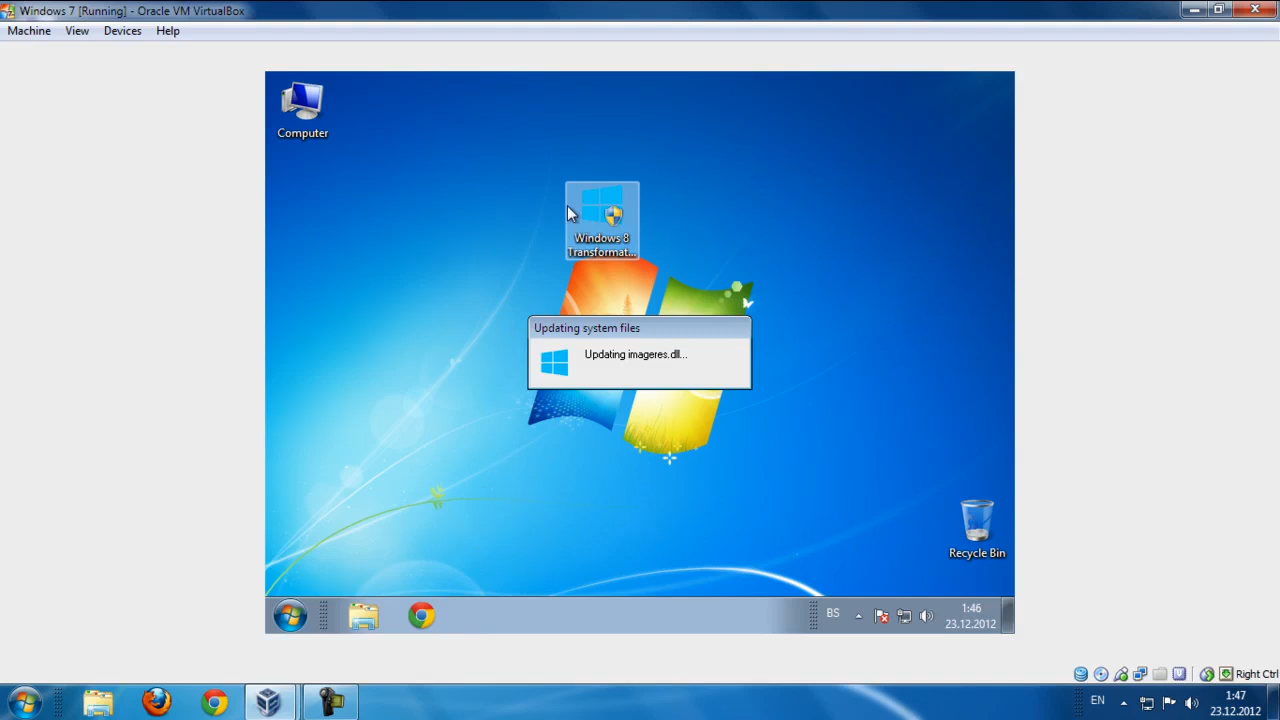 Windows 7 [Running] - Oracle VM VirtualBox
Machine View Devices Help
Computer
Windows 8
Transformat...
Updating system files
Updating imageres.dll...
Recycle Bin
BS
1:46
23.12.2012
Right Ctrl
EN
1:47
23.12.2012